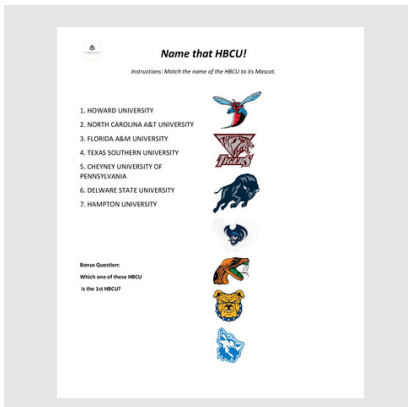 Name that HBCU!
Instructions: Match the name of the HBCU to its Mascot.
1. HOWARD UNIVERSITY
2. NORTH CAROLINA A&T UNIVERSITY
3. FLORIDA A&M UNIVERSITY
4. TEXAS SOUTHERN UNIVERSITY
5. CHEYNEY UNIVERSITY OF
PENNSYLVANIA
6. DELWARE STATE UNIVERSITY
7. HAMPTON UNIVERSITY
TIGERS
Bonus Question:
Which one of these HBCU
is the 1st HBCU?